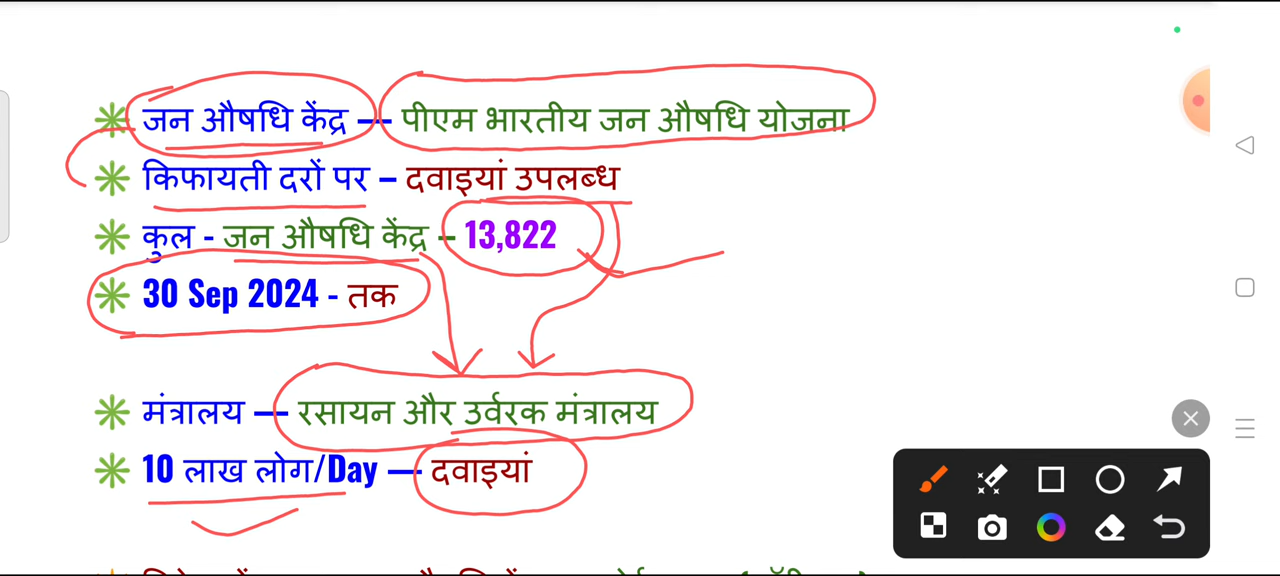 जन औषधि केंद्र — पीएम भारतीय जन औषधि योजना
किफायती दरों पर – दवाइयां उपलब्ध
कुल - जन औषधि केंद्र – 13,822
30 Sep 2024 - तक
मंत्रालय — रसायन और उर्वरक मंत्रालय
10 लाख लोग/Day — दवाइयां